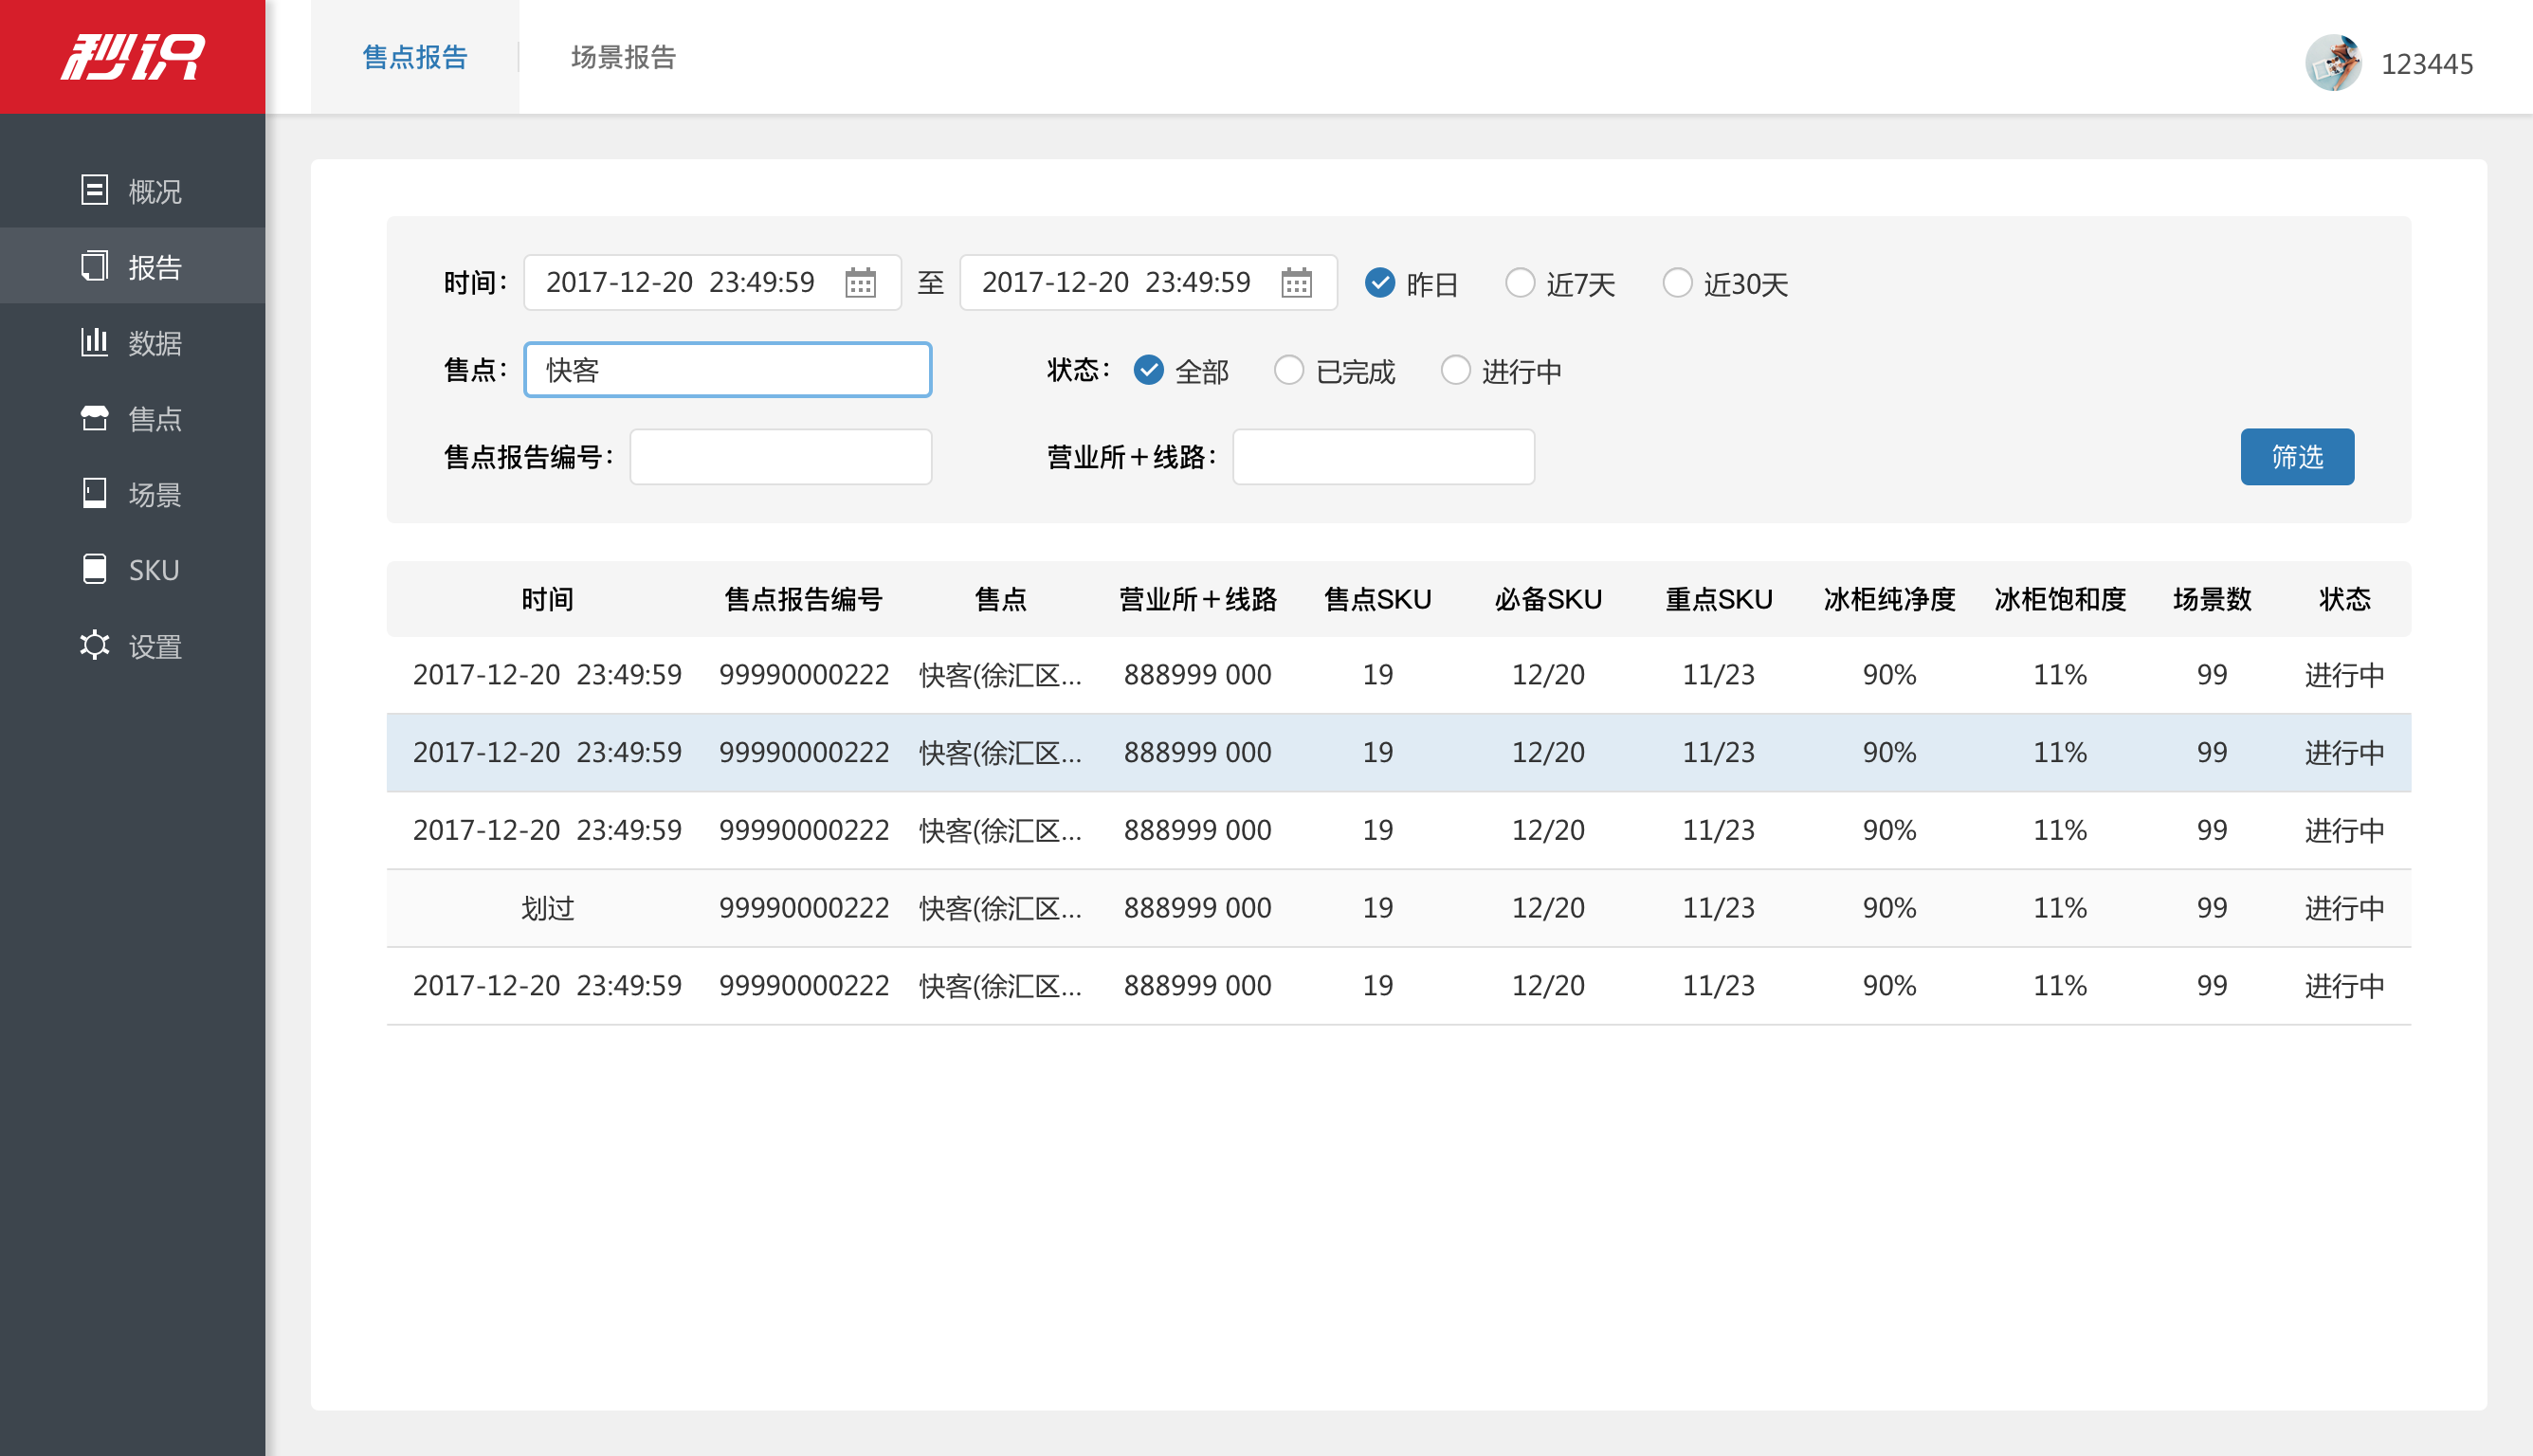 秒识
售点报告 场景报告 123445
概况
报告
数据
售点
场景
SKU
设置
时间： 2017-12-20 23:49:59 至 2017-12-20 23:49:59 昨日 近7天 近30天
售点： 快客 状态： 全部 已完成 进行中
售点报告编号： 营业所＋线路： 筛选
时间 售点报告编号 售点 营业所＋线路 售点SKU 必备SKU 重点SKU 冰柜纯净度 冰柜饱和度 场景数 状态
2017-12-20 23:49:59 99990000222 快客(徐汇区... 888999 000 19 12/20 11/23 90% 11% 99 进行中
2017-12-20 23:49:59 99990000222 快客(徐汇区... 888999 000 19 12/20 11/23 90% 11% 99 进行中
2017-12-20 23:49:59 99990000222 快客(徐汇区... 888999 000 19 12/20 11/23 90% 11% 99 进行中
划过 99990000222 快客(徐汇区... 888999 000 19 12/20 11/23 90% 11% 99 进行中
2017-12-20 23:49:59 99990000222 快客(徐汇区... 888999 000 19 12/20 11/23 90% 11% 99 进行中